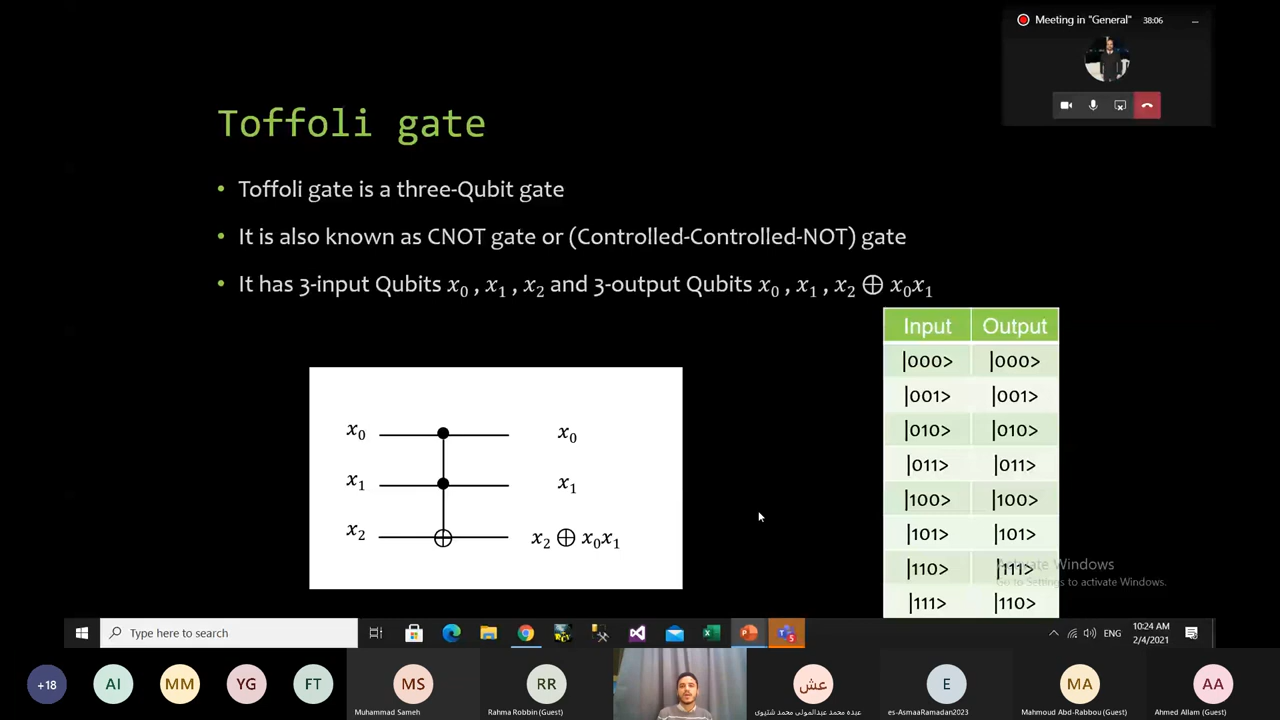 Meeting in "General" 38:06
Toffoli gate
• Toffoli gate is a three-Qubit gate
• It is also known as CNOT gate or (Controlled-Controlled-NOT) gate
• It has 3-input Qubits x₀ , x₁ , x₂ and 3-output Qubits x₀ , x₁ , x₂ ⊕ x₀x₁
x₀ x₀
x₁ x₁
x₂ x₂ ⊕ x₀x₁
Input Output
|000> |000>
|001> |001>
|010> |010>
|011> |011>
|100> |100>
|101> |101>
|110> |111>
|111> |110>
Activate Windows
Go to Settings to activate Windows.
Type here to search
ENG
10:24 AM
2/4/2021
+18
AI
MM
YG
FT
MS
Muhammad Sameh
RR
Rahma Robbin (Guest)
عش
عبده محمد عبدالمولى محمد شتيوى
E
es-AsmaaRamadan2023
MA
Mahmoud Abd-Rabbou (Guest)
AA
Ahmed Allam (Guest)